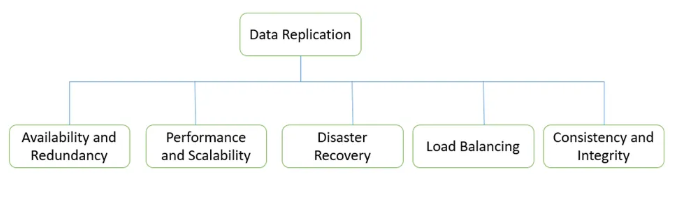 Data Replication
Availability and
Redundancy
Performance
and Scalability
Disaster
Recovery
Load Balancing
Consistency and
Integrity